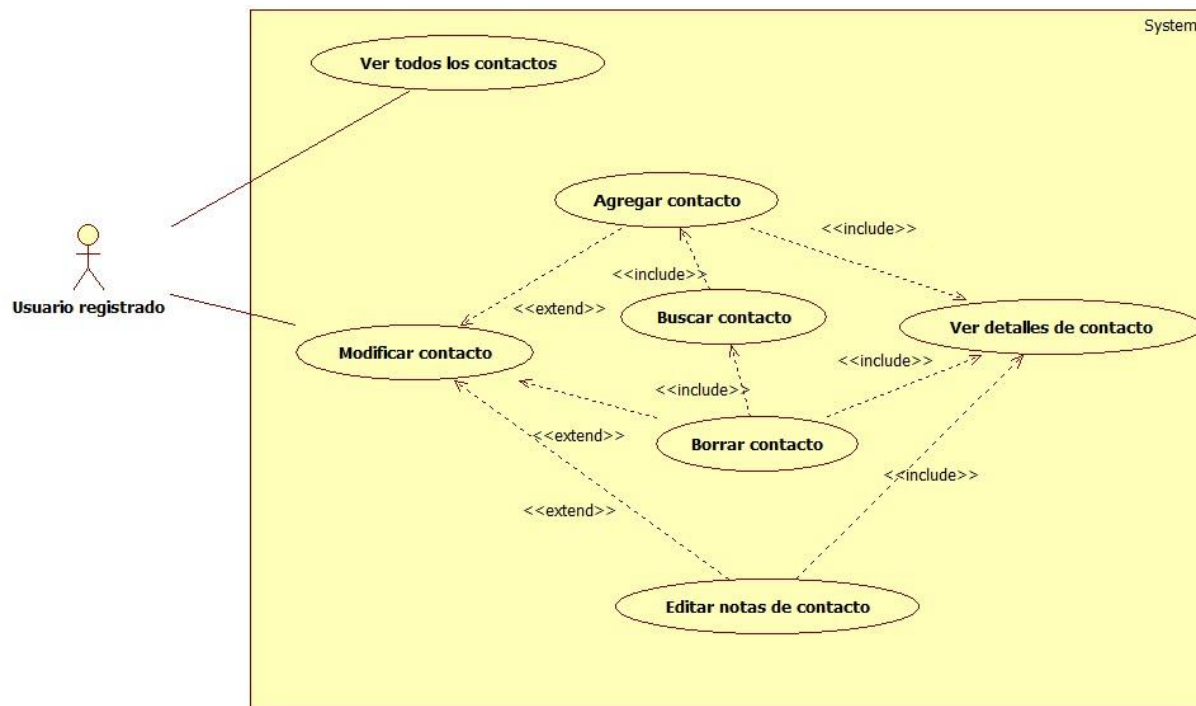 System
Ver todos los contactos
Agregar contacto
<<include>>
<<include>>
<<extend>>
Buscar contacto
Ver detalles de contacto
Usuario registrado
Modificar contacto
<<include>>
<<include>>
<<extend>>
Borrar contacto
<<include>>
<<extend>>
Editar notas de contacto